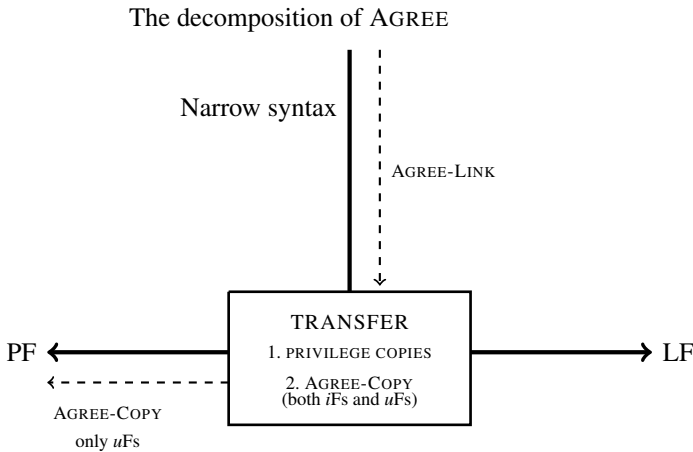 The decomposition of AGREE
Narrow syntax
AGREE-LINK
TRANSFER
PF
1. PRIVILEGE COPIES
LF
2. AGREE-COPY
(both iFs and uFs)
AGREE-COPY
only uFs